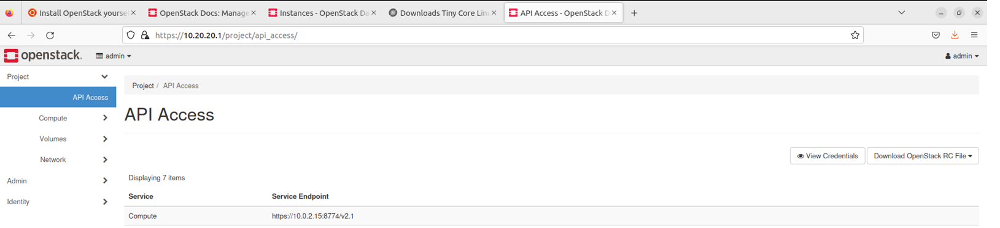 Install OpenStack yoursel
OpenStack Docs: Manage
Instances - OpenStack Da
Downloads Tiny Core Linu
API Access - OpenStack D
https://10.20.20.1/project/api_access/
openstack.
admin
admin
Project
Project / API Access
API Access
API Access
Compute
Volumes
View Credentials
Download OpenStack RC File
Network
Displaying 7 items
Admin
Service Service Endpoint
Identity
Compute https://10.0.2.15:8774/v2.1